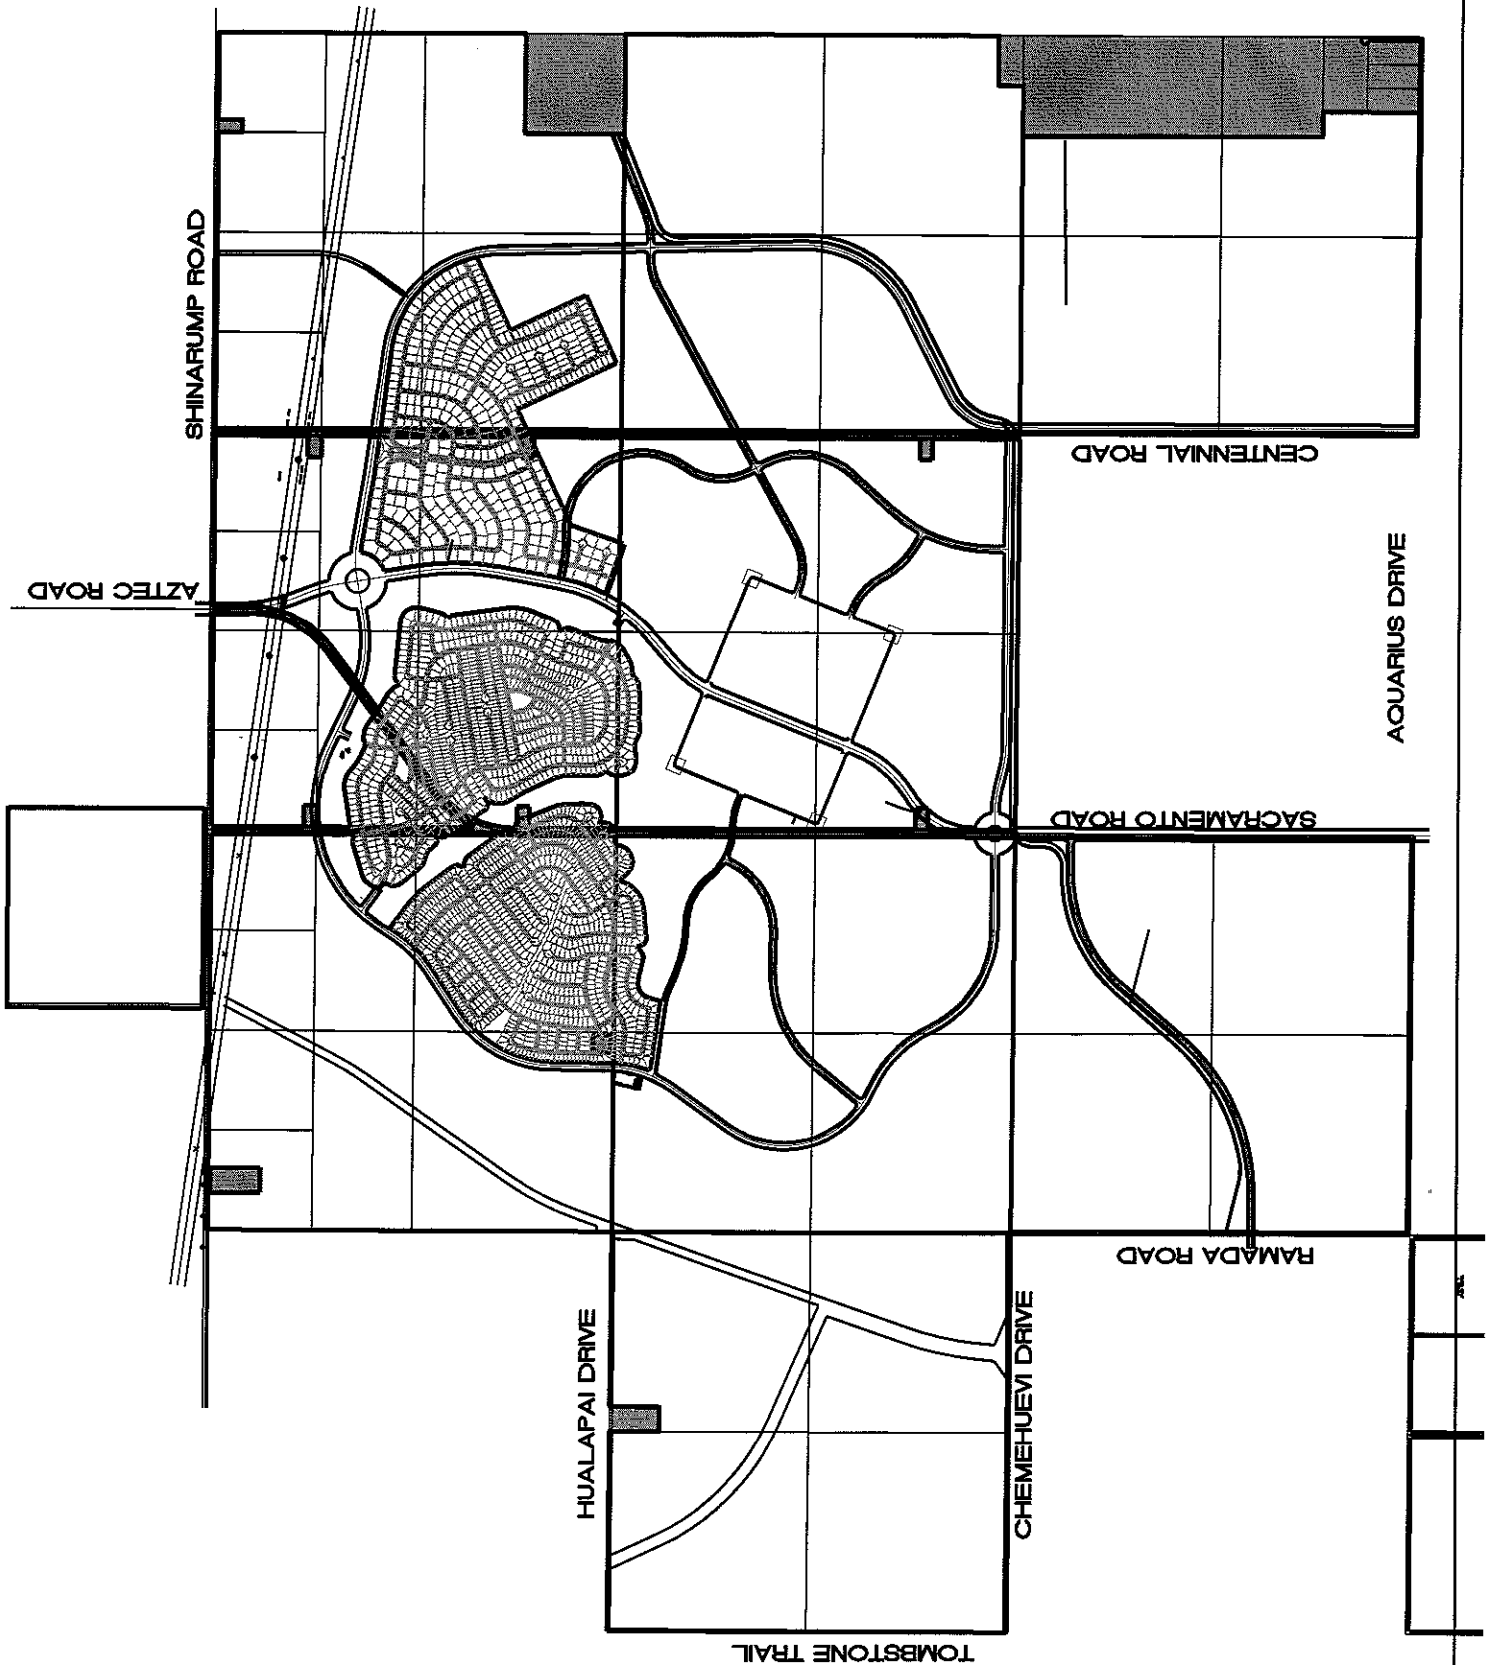 SHINARUMP ROAD
AZTEC ROAD
CENTENNIAL ROAD
AQUARIUS DRIVE
SACRAMENTO ROAD
RAMADA ROAD
HUALAPAI DRIVE
CHEMEHUEVI DRIVE
TOMBSTONE TRAIL